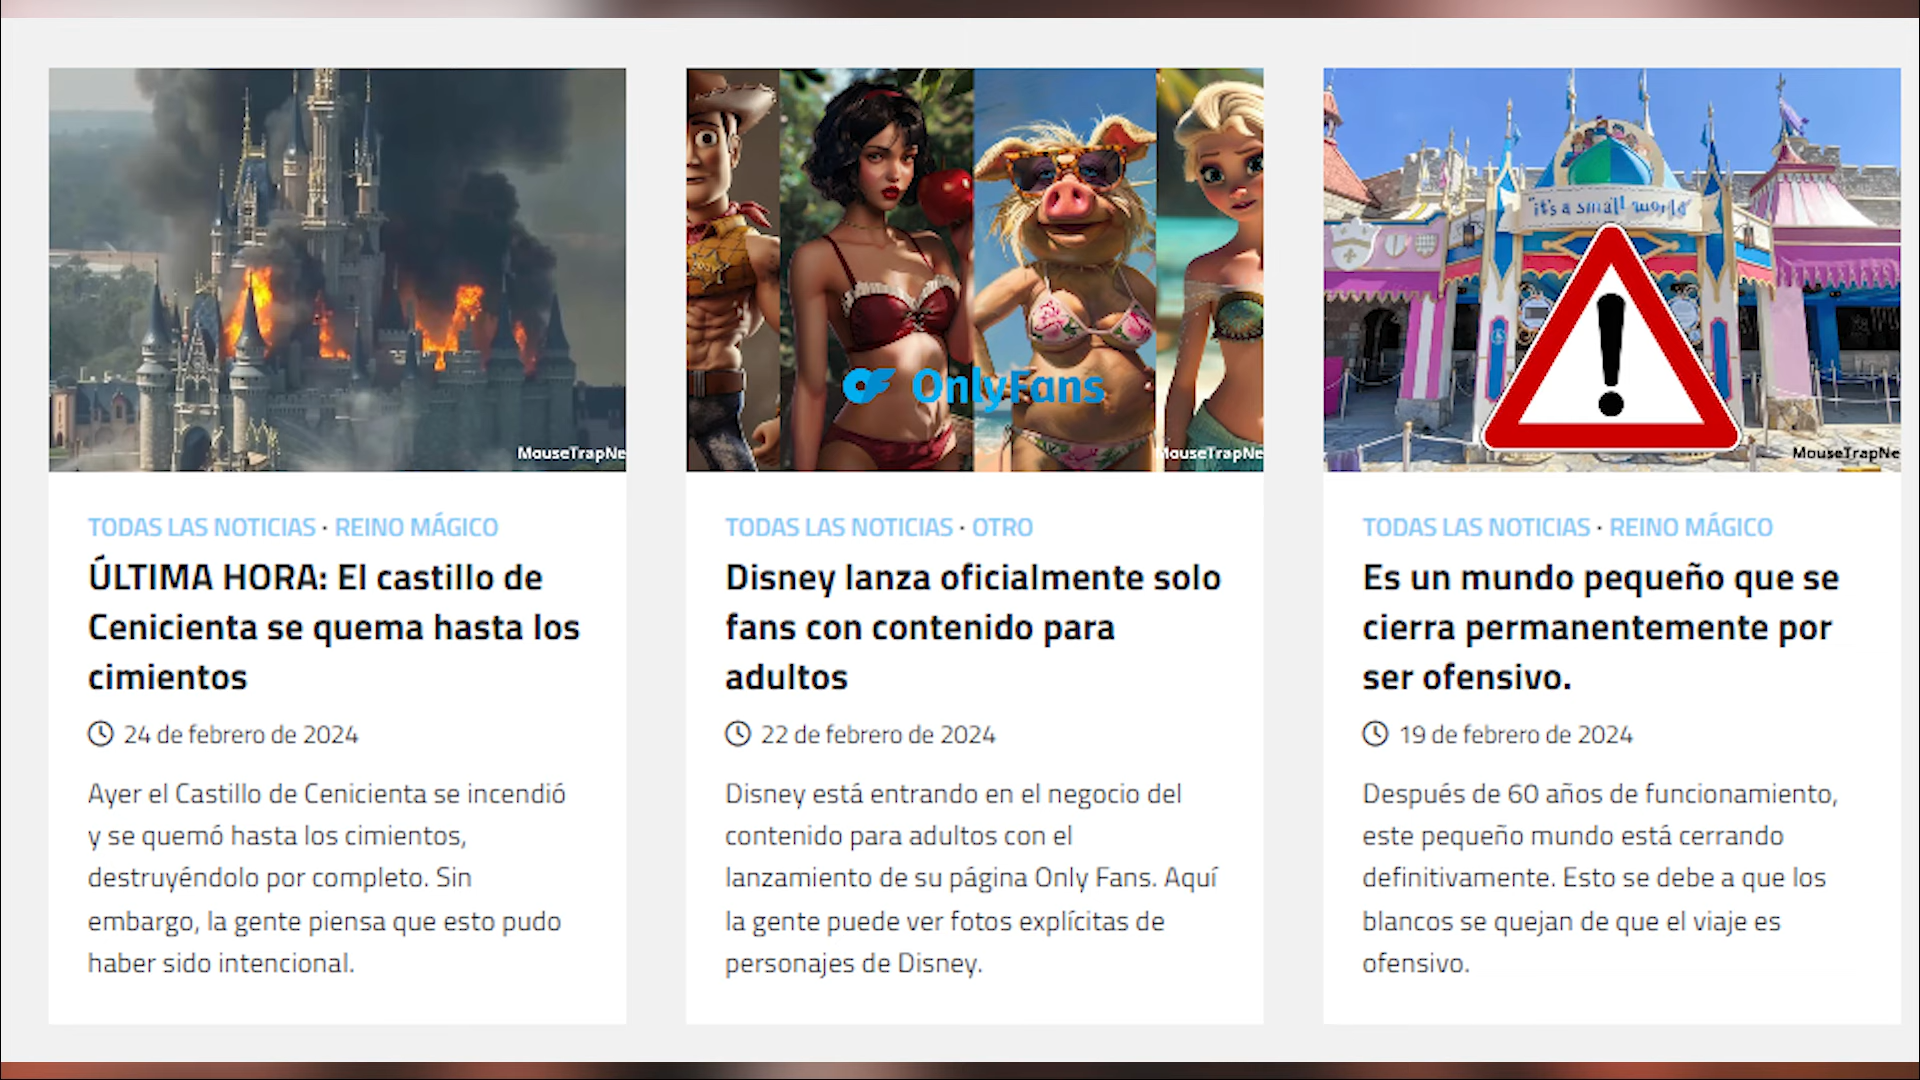 MouseTrapNe
TODAS LAS NOTICIAS · REINO MÁGICO
ÚLTIMA HORA: El castillo de
Cenicienta se quema hasta los
cimientos
24 de febrero de 2024
Ayer el Castillo de Cenicienta se incendió
y se quemó hasta los cimientos,
destruyéndolo por completo. Sin
embargo, la gente piensa que esto pudo
haber sido intencional.
OnlyFans
MouseTrapNe
TODAS LAS NOTICIAS · OTRO
Disney lanza oficialmente solo
fans con contenido para
adultos
22 de febrero de 2024
Disney está entrando en el negocio del
contenido para adultos con el
lanzamiento de su página Only Fans. Aquí
la gente puede ver fotos explícitas de
personajes de Disney.
"it's a small world"
MouseTrapNe
TODAS LAS NOTICIAS · REINO MÁGICO
Es un mundo pequeño que se
cierra permanentemente por
ser ofensivo.
19 de febrero de 2024
Después de 60 años de funcionamiento,
este pequeño mundo está cerrando
definitivamente. Esto se debe a que los
blancos se quejan de que el viaje es
ofensivo.